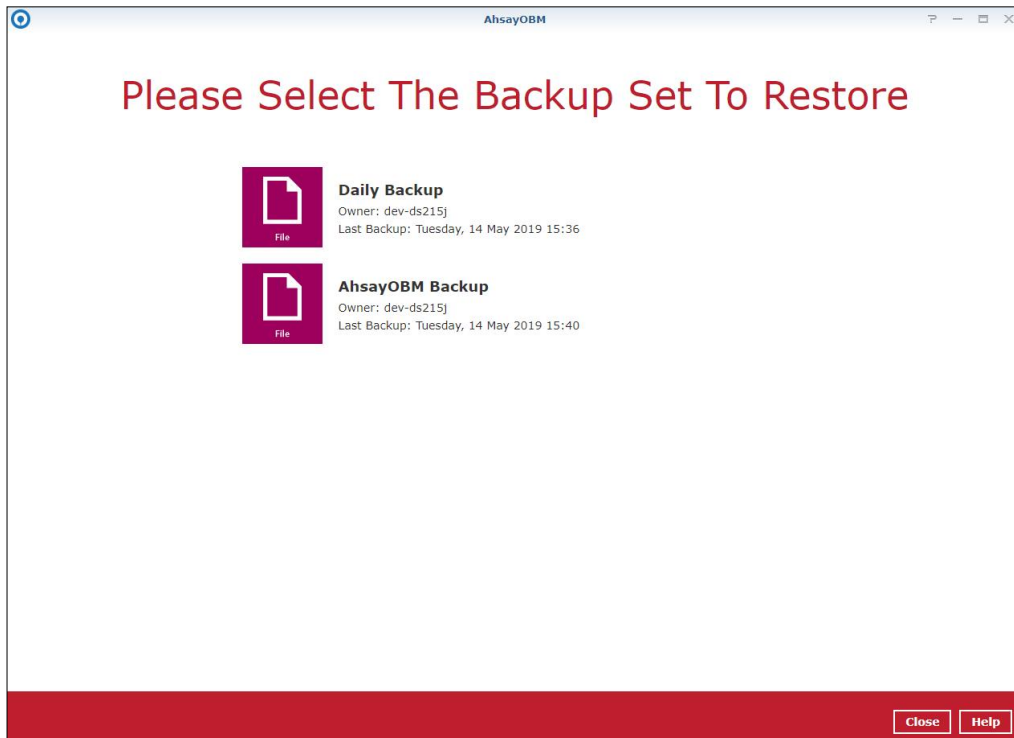 AhsayOBM
Please Select The Backup Set To Restore
File
Daily Backup
Owner: dev-ds215j
Last Backup: Tuesday, 14 May 2019 15:36
File
AhsayOBM Backup
Owner: dev-ds215j
Last Backup: Tuesday, 14 May 2019 15:40
Close
Help